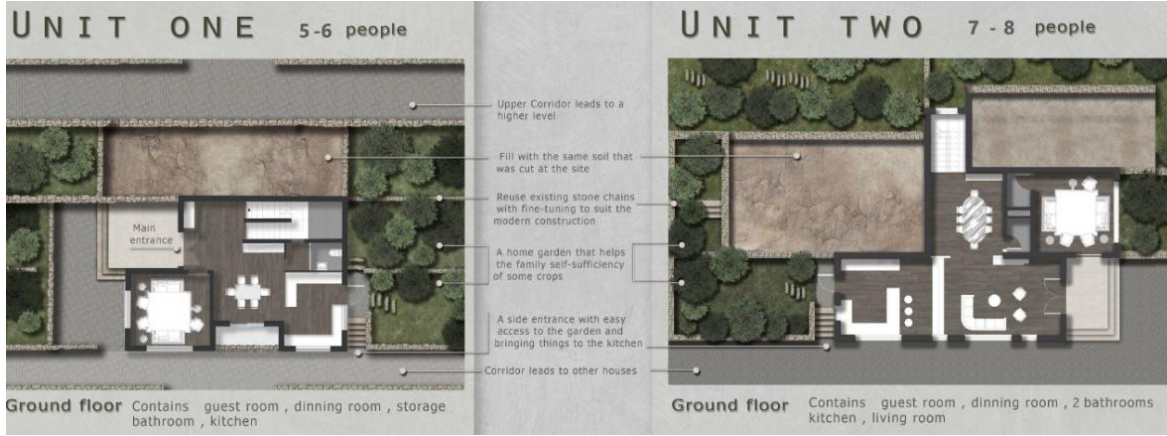 UNIT ONE 5-6 people
UNIT TWO 7 - 8 people
Upper Corridor leads to a
higher level
Fill with the same soil that
was cut at the site
Reuse existing stone chains
with fine-tuning to suit the
modern construction
Main
entrance
A home garden that helps
the family self-sufficiency
of some crops
A side entrance with easy
access to the garden and
bringing things to the kitchen
Corridor leads to other houses
Ground floor Contains guest room , dinning room , storage
bathroom , kitchen
Ground floor Contains guest room , dinning room , 2 bathrooms
kitchen , living room